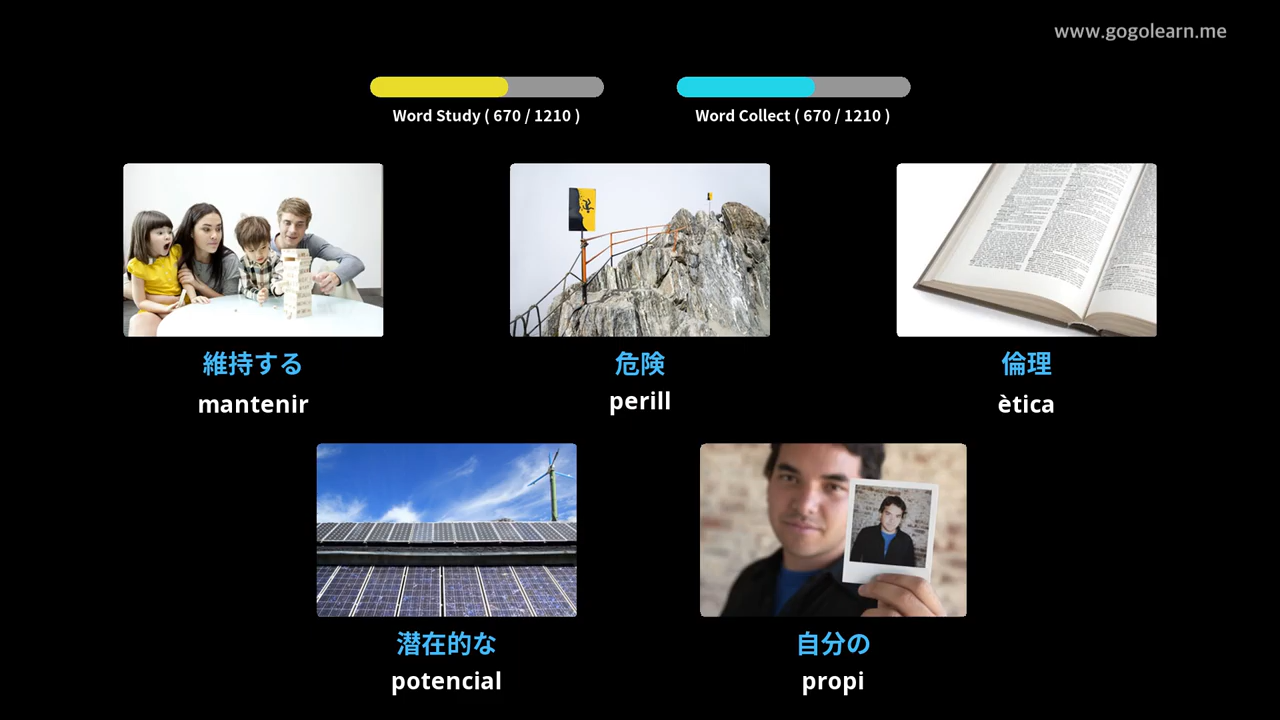 www.gogolearn.me
Word Study ( 670 / 1210 )
Word Collect ( 670 / 1210 )
維持する
mantenir
危険
perill
倫理
ètica
潜在的な
potencial
自分の
propi